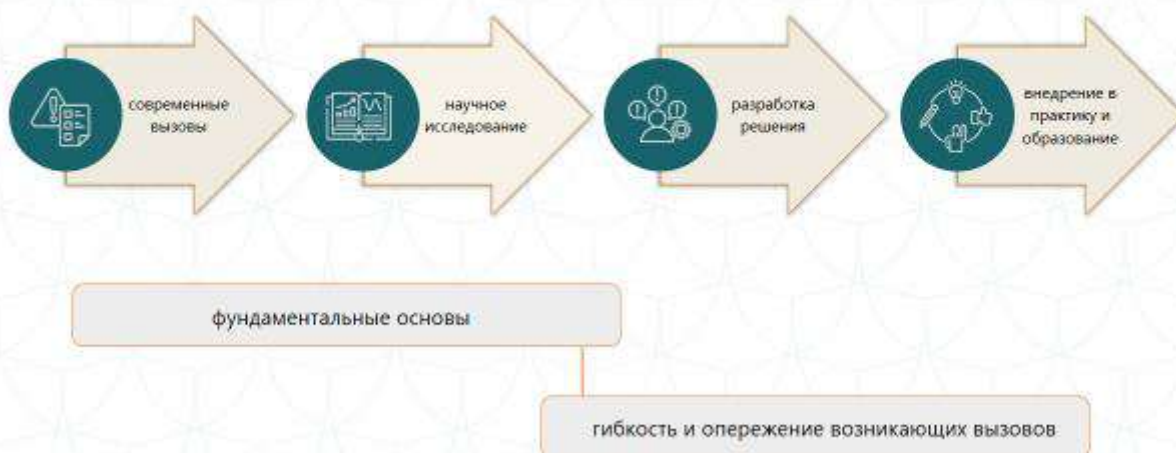 современные
вызовы
научное
исследование
разработка
решения
внедрение в
практику и
образование
фундаментальные основы
гибкость и опережение возникающих вызовов